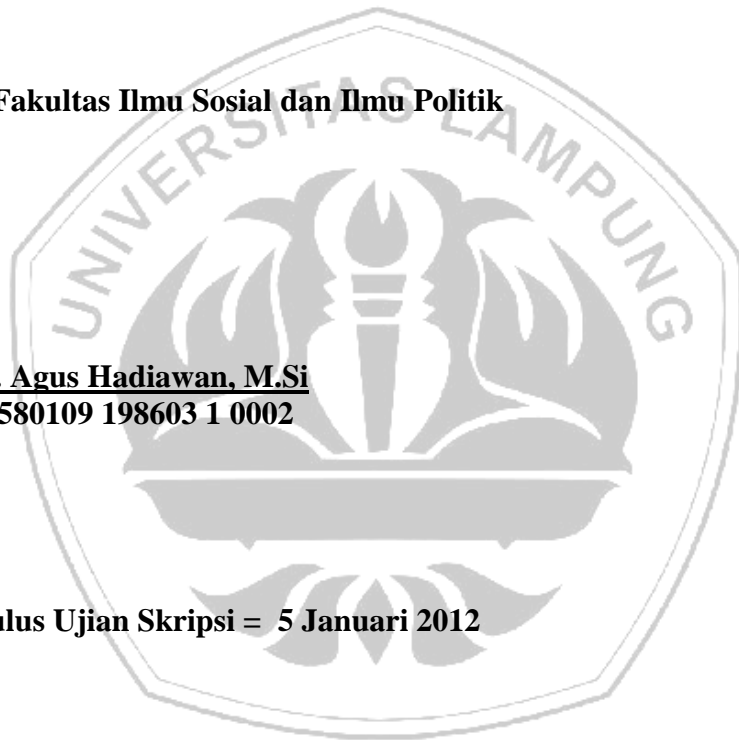 Fakultas Ilmu Sosial dan Ilmu Politik
UNIVERSITAS LAMPUNG
. Agus Hadiawan, M.Si
580109 198603 1 0002
ulus Ujian Skripsi = 5 Januari 2012